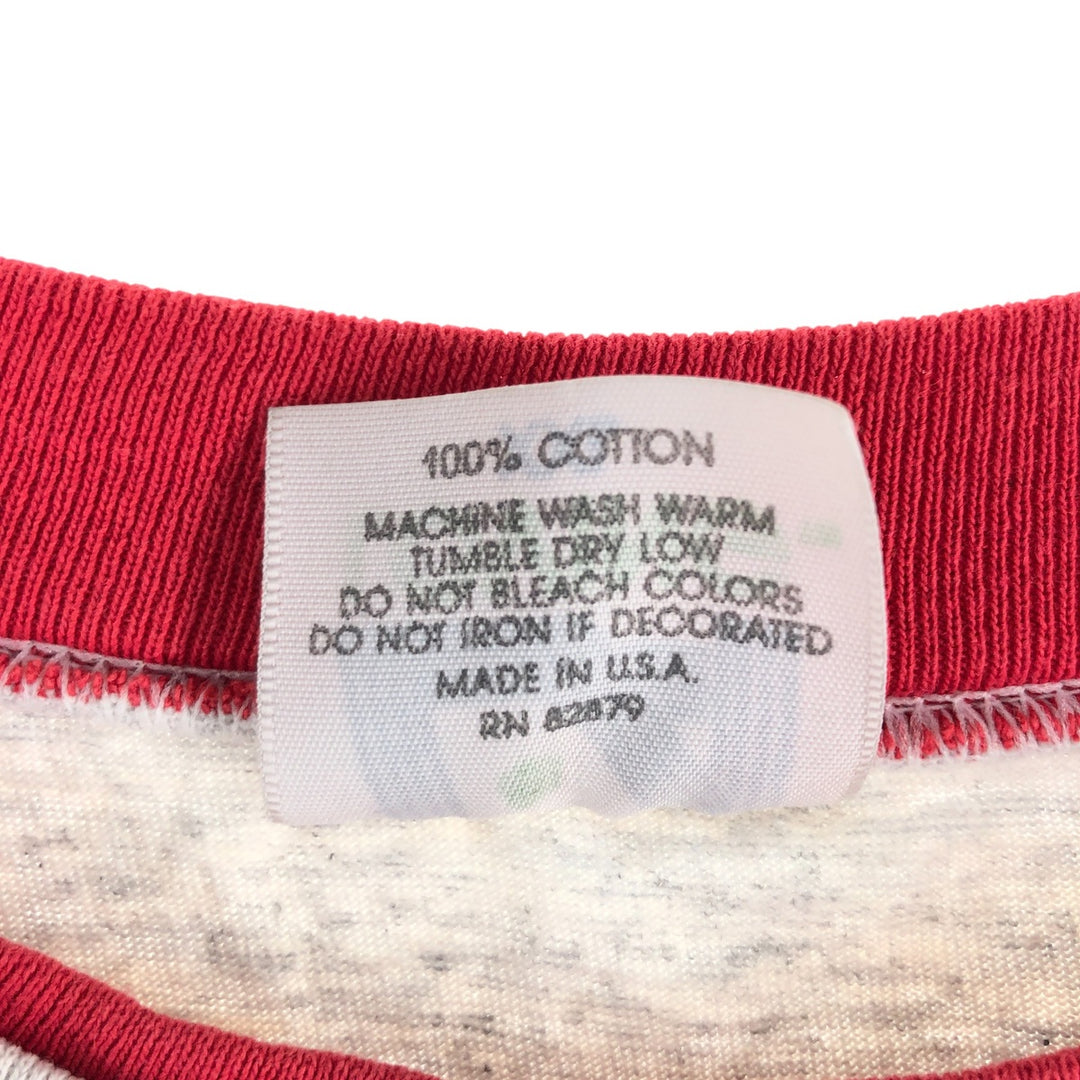 100% COTTON
MACHINE WASH WARM
TUMBLE DRY LOW
DO NOT BLEACH COLORS
DO NOT IRON IF DECORATED
MADE IN U.S.A.
RN 82879